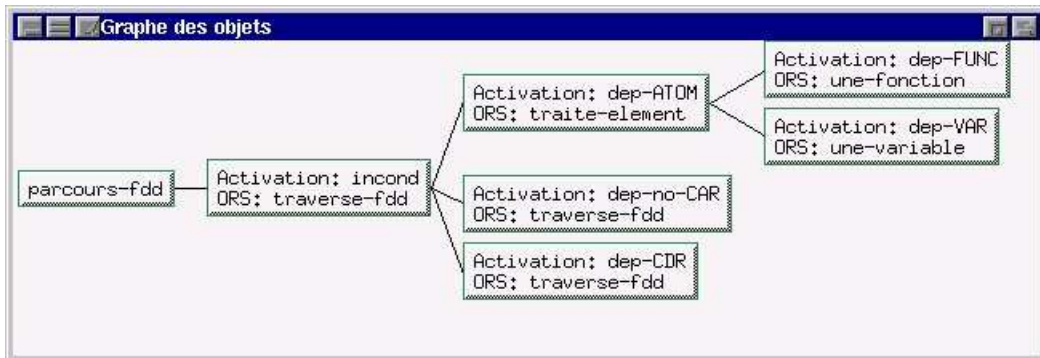 Graphe des objets
parcours-fdd
Activation: incond
ORS: traverse-fdd
Activation: dep-ATOM
ORS: traite-element
Activation: dep-FUNC
ORS: une-fonction
Activation: dep-VAR
ORS: une-variable
Activation: dep-no-CAR
ORS: traverse-fdd
Activation: dep-CDR
ORS: traverse-fdd